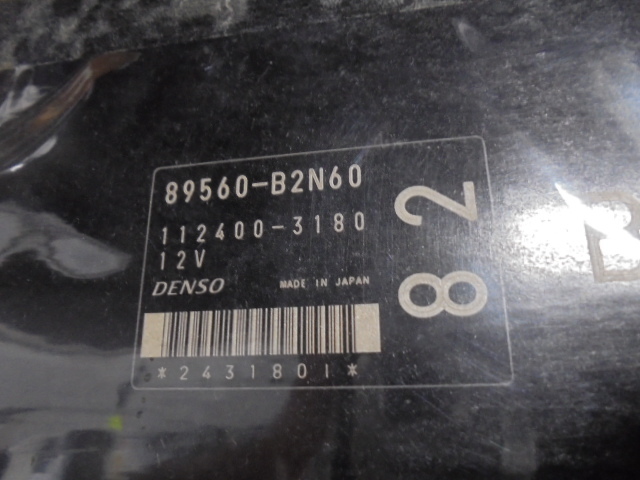 89560-B2N60
112400-3180
12V
DENSO MADE IN JAPAN
*2431801*
82
B